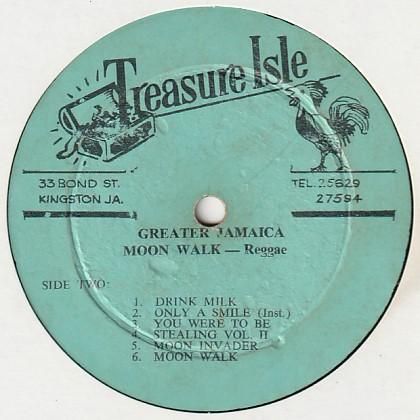 Treasure Isle
33 BOND ST.
KINGSTON JA.
TEL. 25629
27594
GREATER JAMAICA
MOON WALK — Reggae
SIDE TWO:
1. DRINK MILK
2. ONLY A SMILE (Inst.)
3. YOU WERE TO BE
4. STEALING VOL. II
5. MOON INVADER
6. MOON WALK